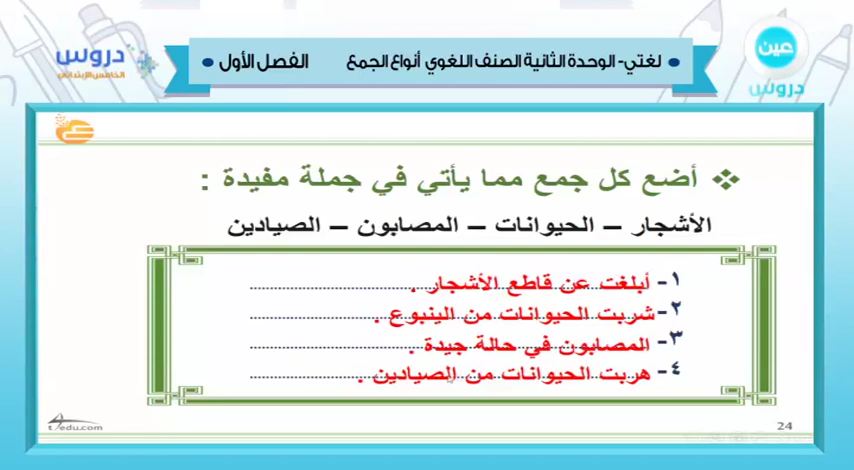 عين
دروس
لغتي- الوحدة الثانية الصنف اللغوي أنواع الجمع
الفصل الأول
دروس
الخامس الإبتدائي
أضع كل جمع مما يأتي في جملة مفيدة :
الأشجار – الحيوانات – المصابون – الصيادين
١- أبلغت عن قاطع الأشجار .
٢- شربت الحيوانات من الينبوع .
٣- المصابون في حالة جيدة .
٤- هربت الحيوانات من الصيادين .
t4edu.com
24